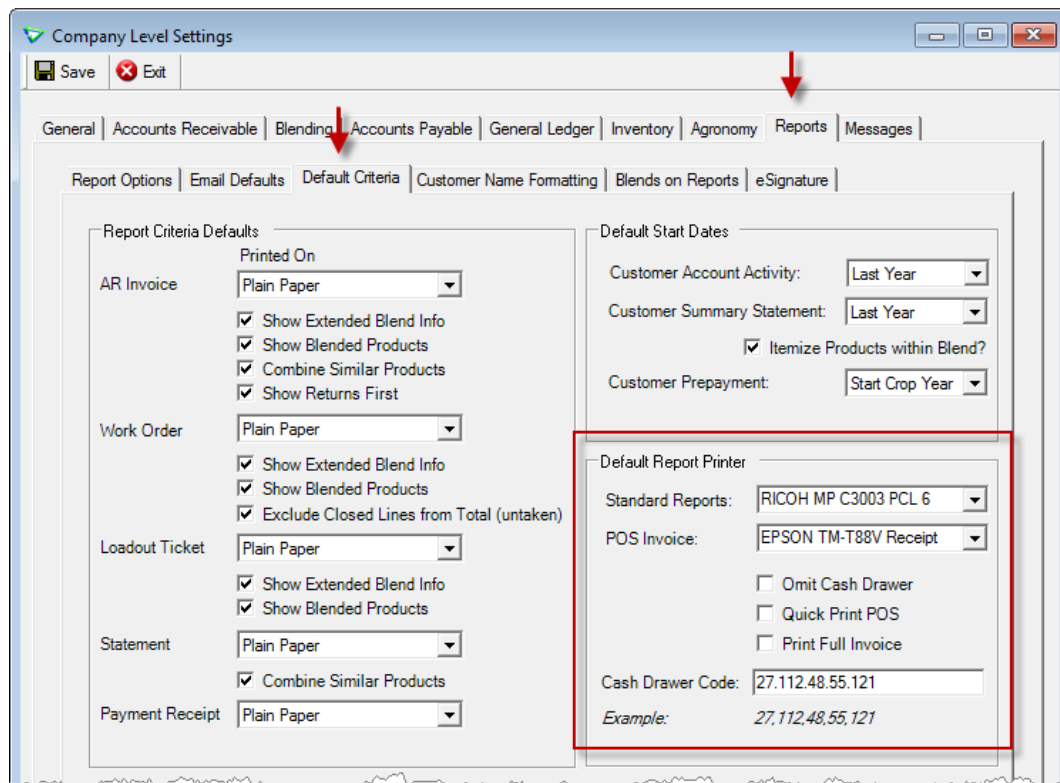 Company Level Settings
Save Exit
General Accounts Receivable Blending Accounts Payable General Ledger Inventory Agronomy Reports Messages
Report Options Email Defaults Default Criteria Customer Name Formatting Blends on Reports eSignature
Report Criteria Defaults
Printed On
AR Invoice Plain Paper
Show Extended Blend Info
Show Blended Products
Combine Similar Products
Show Returns First
Work Order Plain Paper
Show Extended Blend Info
Show Blended Products
Exclude Closed Lines from Total (untaken)
Loadout Ticket Plain Paper
Show Extended Blend Info
Show Blended Products
Statement Plain Paper
Combine Similar Products
Payment Receipt Plain Paper
Default Start Dates
Customer Account Activity: Last Year
Customer Summary Statement: Last Year
Itemize Products within Blend?
Customer Prepayment: Start Crop Year
Default Report Printer
Standard Reports: RICOH MP C3003 PCL 6
POS Invoice: EPSON TM-T88V Receipt
Omit Cash Drawer
Quick Print POS
Print Full Invoice
Cash Drawer Code: 27.112.48.55.121
Example: 27,112,48,55,121